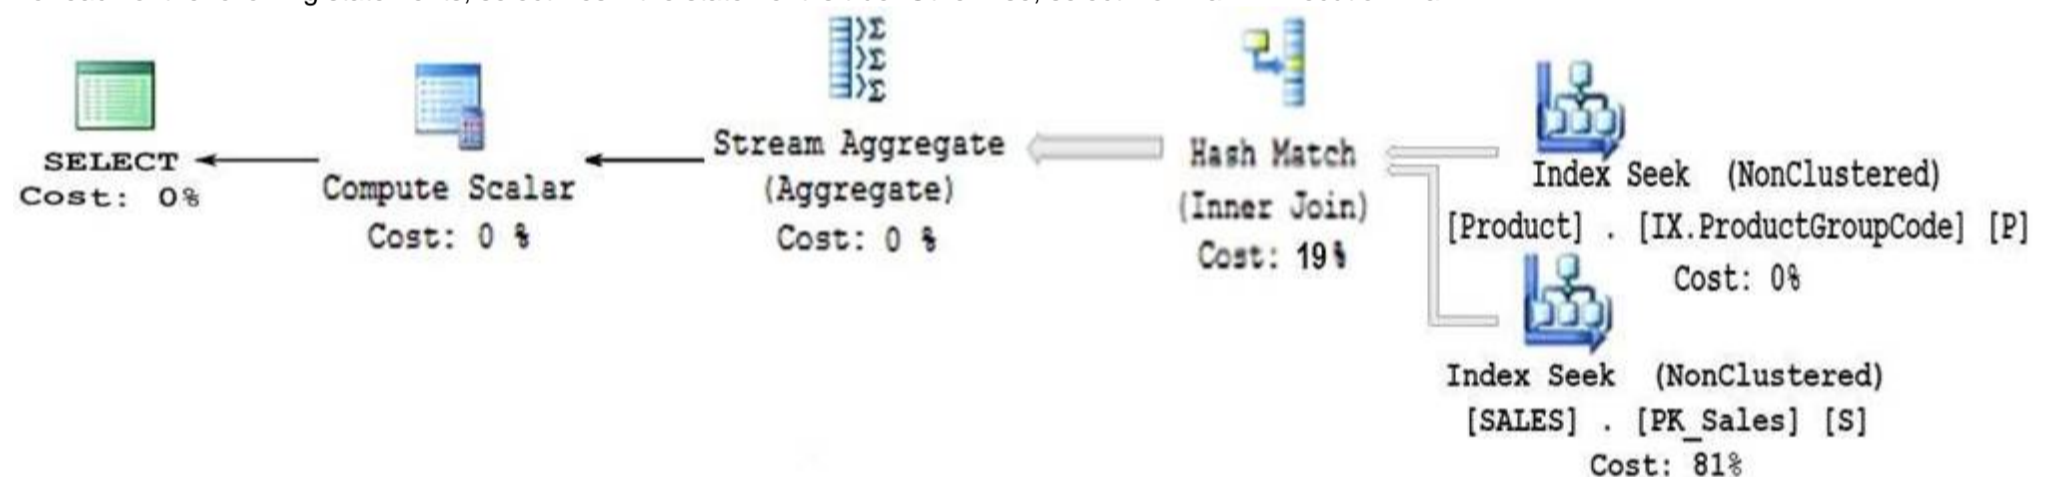 SELECT
Cost: 0%
Compute Scalar
Cost: 0 %
Stream Aggregate
(Aggregate)
Cost: 0 %
Hash Match
(Inner Join)
Cost: 19%
Index Seek (NonClustered)
[Product] . [IX.ProductGroupCode] [P]
Cost: 0%
Index Seek (NonClustered)
[SALES] . [PK_Sales] [S]
Cost: 81%